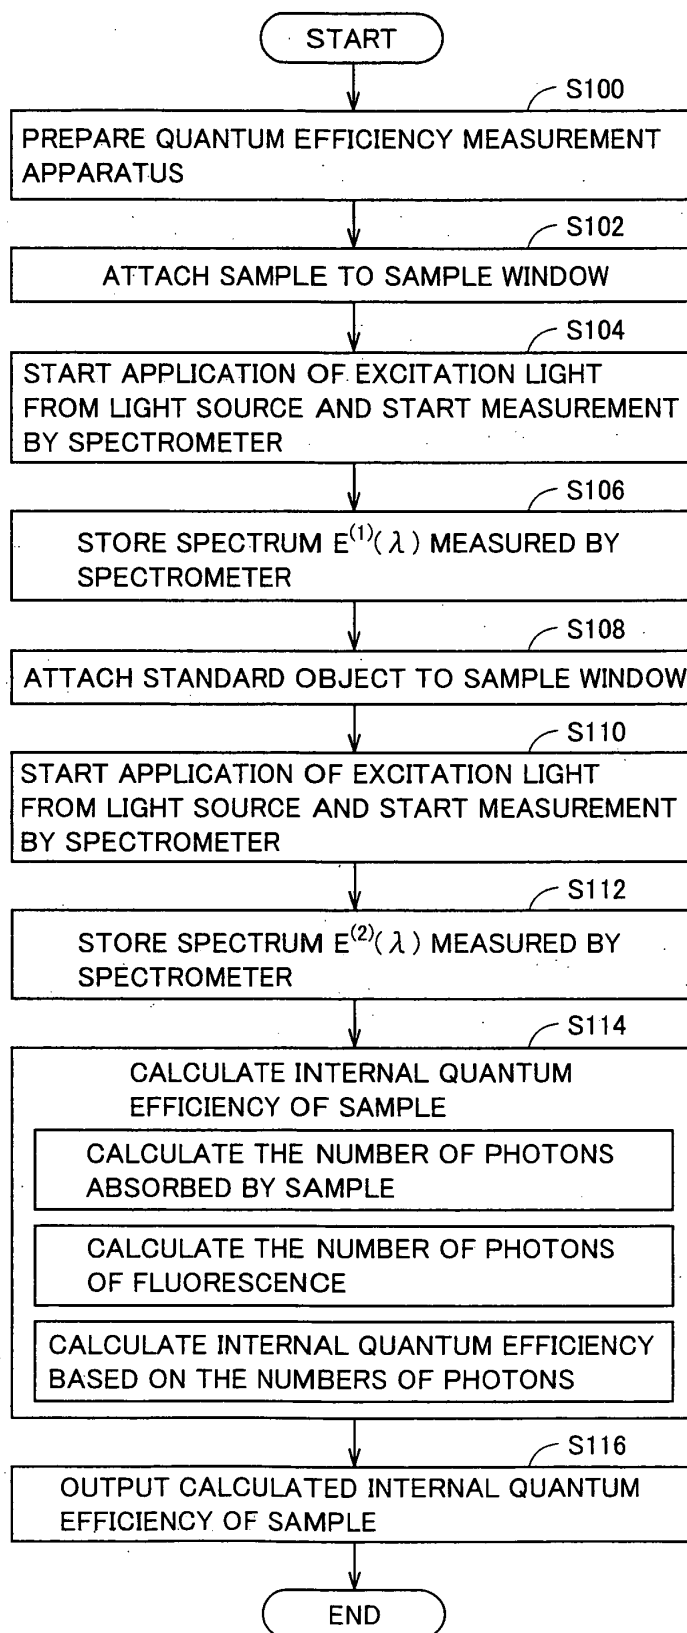 START
S100
PREPARE QUANTUM EFFICIENCY MEASUREMENT
APPARATUS
S102
ATTACH SAMPLE TO SAMPLE WINDOW
S104
START APPLICATION OF EXCITATION LIGHT
FROM LIGHT SOURCE AND START MEASUREMENT
BY SPECTROMETER
S106
STORE SPECTRUM E⁽¹⁾(λ) MEASURED BY
SPECTROMETER
S108
ATTACH STANDARD OBJECT TO SAMPLE WINDOW
S110
START APPLICATION OF EXCITATION LIGHT
FROM LIGHT SOURCE AND START MEASUREMENT
BY SPECTROMETER
S112
STORE SPECTRUM E⁽²⁾(λ) MEASURED BY
SPECTROMETER
S114
CALCULATE INTERNAL QUANTUM
EFFICIENCY OF SAMPLE
CALCULATE THE NUMBER OF PHOTONS
ABSORBED BY SAMPLE
CALCULATE THE NUMBER OF PHOTONS
OF FLUORESCENCE
CALCULATE INTERNAL QUANTUM EFFICIENCY
BASED ON THE NUMBERS OF PHOTONS
S116
OUTPUT CALCULATED INTERNAL QUANTUM
EFFICIENCY OF SAMPLE
END